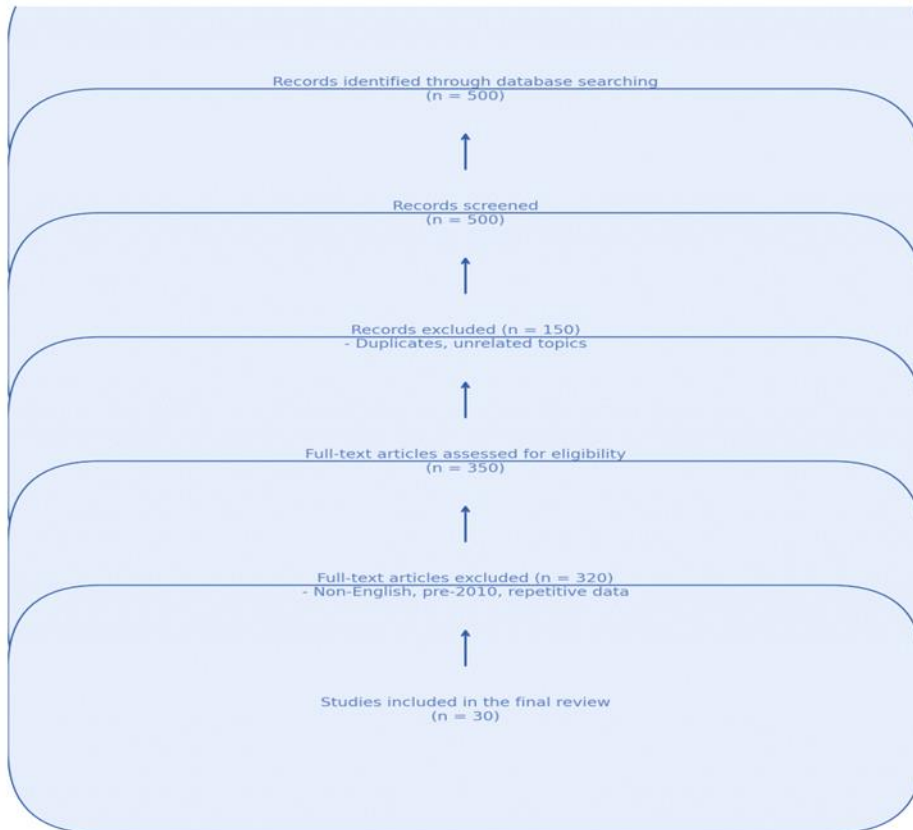 Records identified through database searching
(n = 500)
Records screened
(n = 500)
Records excluded (n = 150)
- Duplicates, unrelated topics
Full-text articles assessed for eligibility
(n = 350)
Full-text articles excluded (n = 320)
- Non-English, pre-2010, repetitive data
Studies included in the final review
(n = 30)